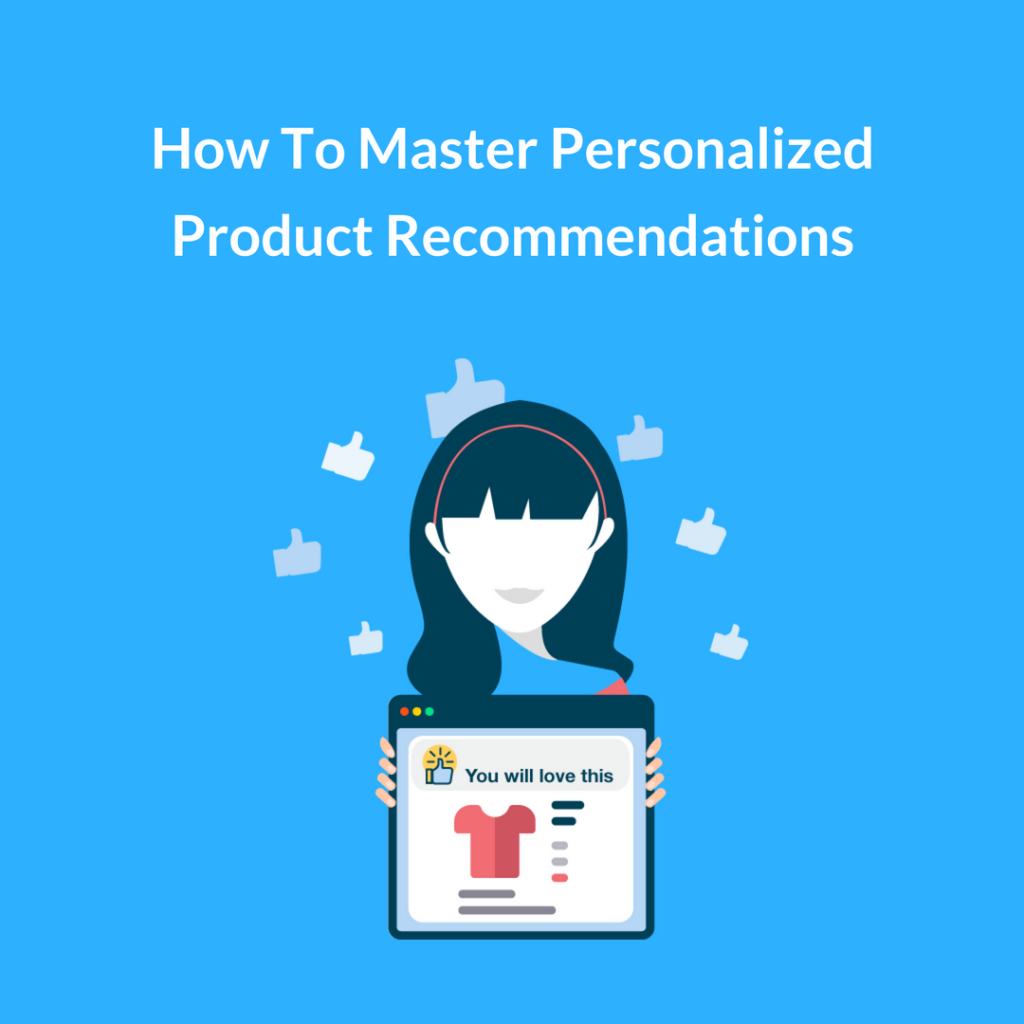 How To Master Personalized
Product Recommendations
You will love this